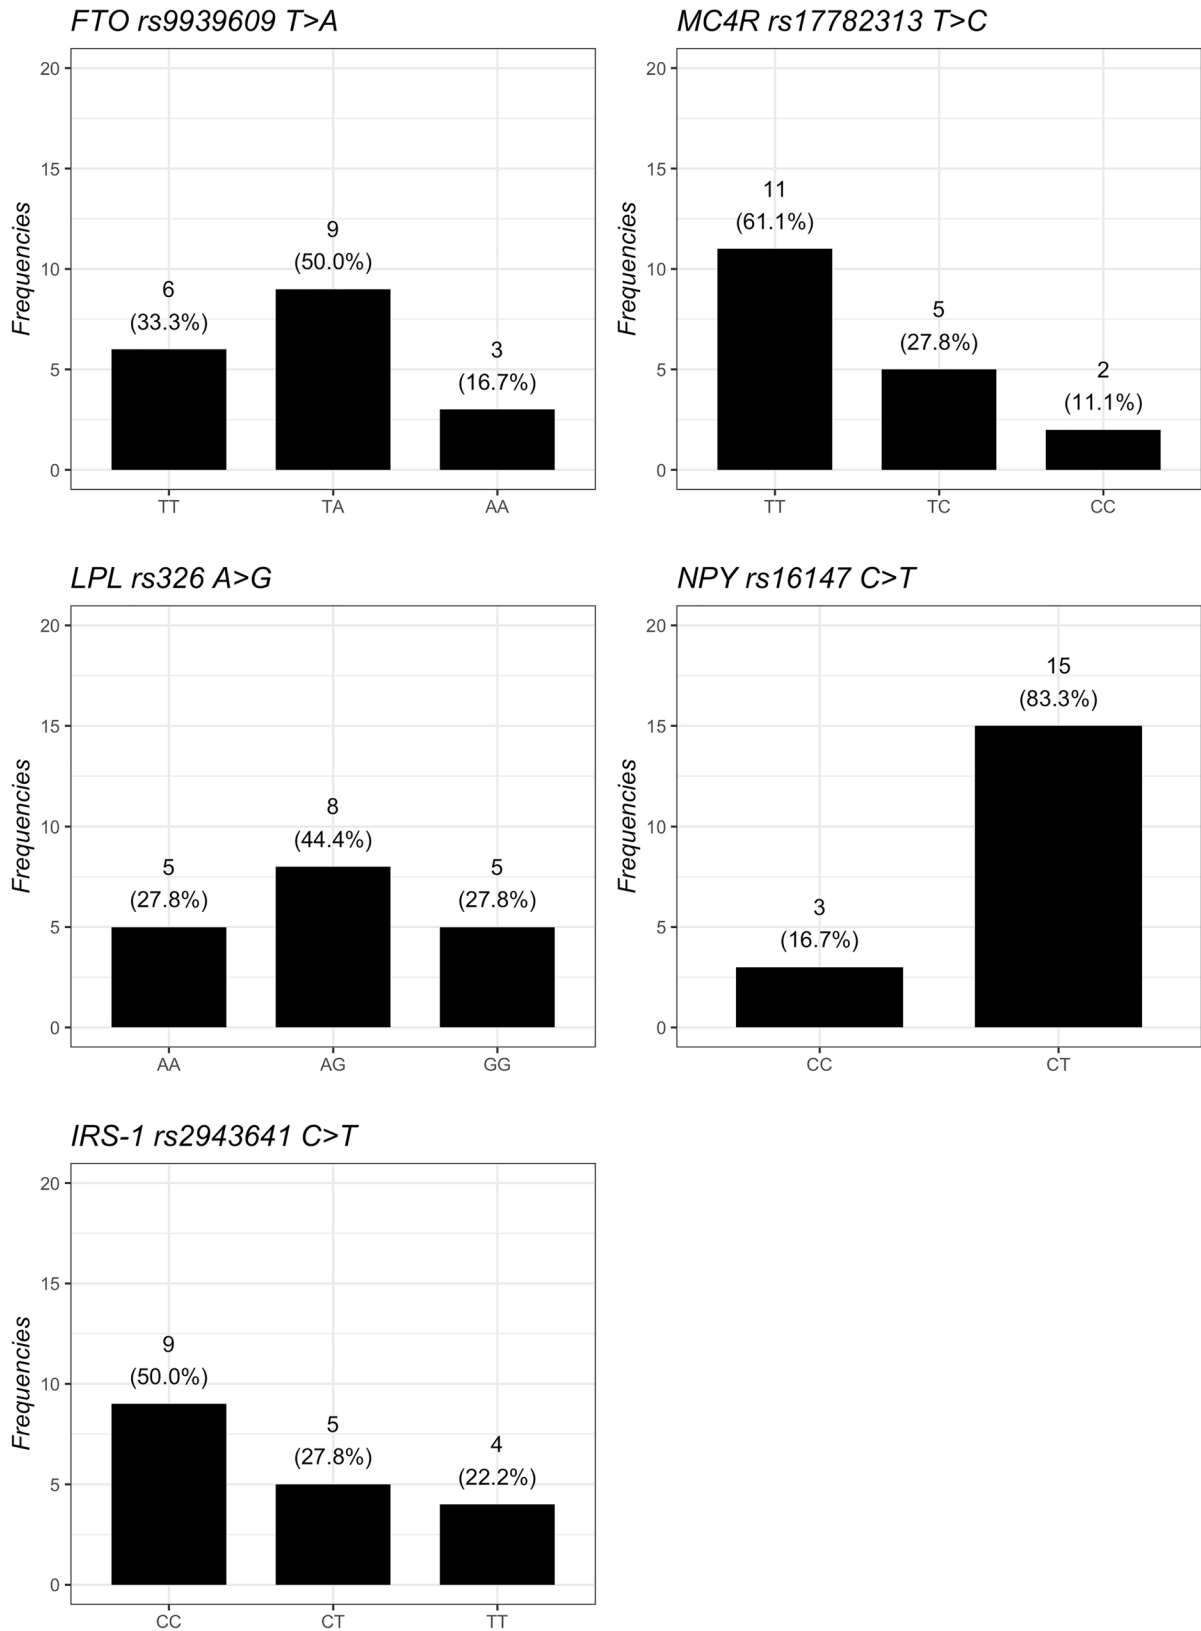 FTO rs9939609 T>A
Frequencies
20
15
10
5
0
6
(33.3%)
9
(50.0%)
3
(16.7%)
TT
TA
AA
MC4R rs17782313 T>C
Frequencies
20
15
10
5
0
11
(61.1%)
5
(27.8%)
2
(11.1%)
TT
TC
CC
LPL rs326 A>G
Frequencies
20
15
10
5
0
5
(27.8%)
8
(44.4%)
5
(27.8%)
AA
AG
GG
NPY rs16147 C>T
Frequencies
20
15
10
5
0
3
(16.7%)
15
(83.3%)
CC
CT
IRS-1 rs2943641 C>T
Frequencies
20
15
10
5
0
9
(50.0%)
5
(27.8%)
4
(22.2%)
CC
CT
TT